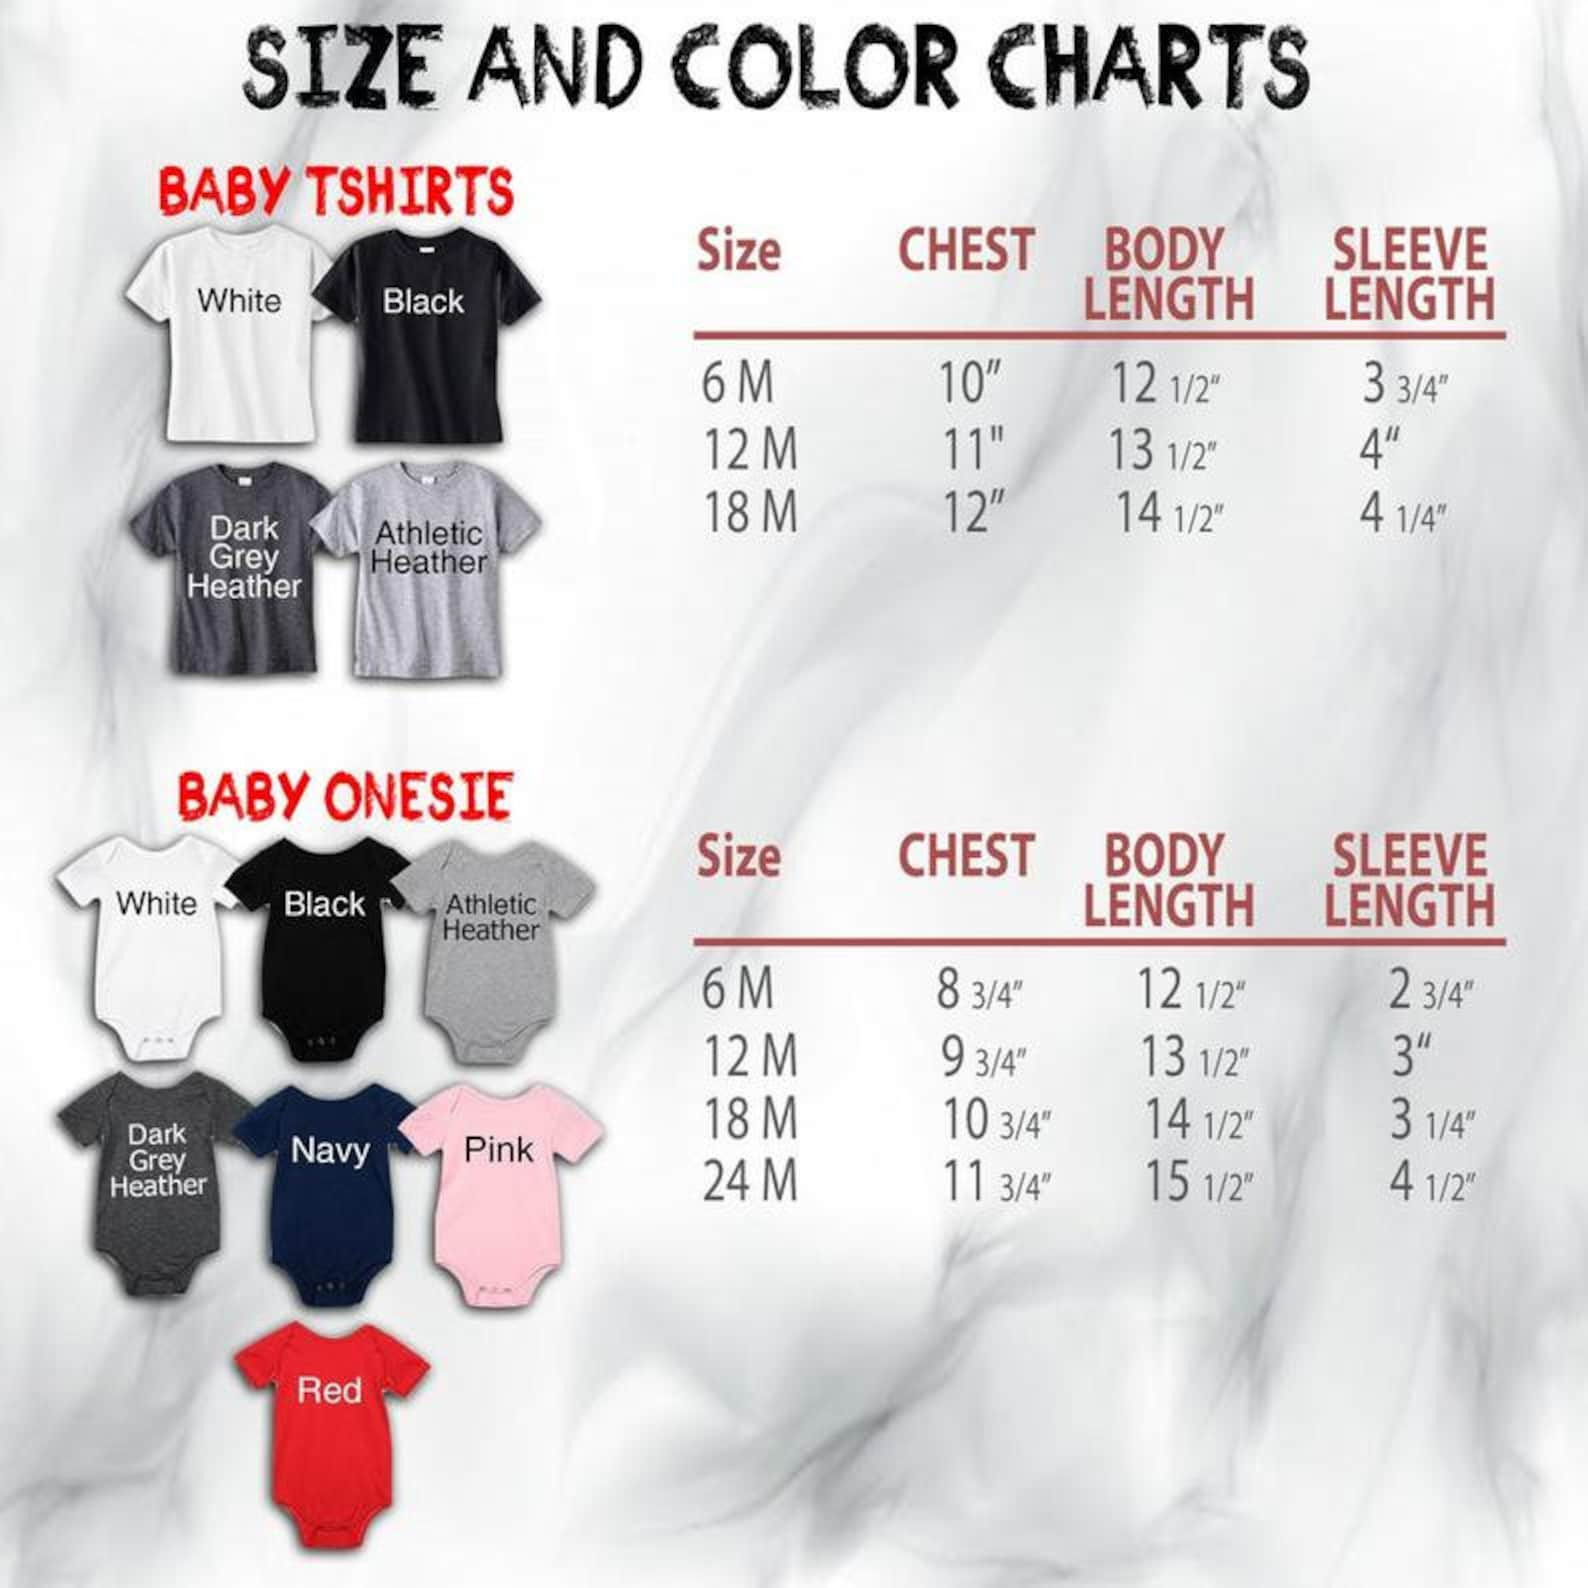 SIZE AND COLOR CHARTS
BABY TSHIRTS
White
Black
Dark
Grey
Heather
Athletic
Heather
Size CHEST BODY LENGTH SLEEVE LENGTH
6 M 10″ 12 1/2″ 3 3/4″
12 M 11" 13 1/2″ 4“
18 M 12″ 14 1/2″ 4 1/4″
BABY ONESIE
White
Black
Athletic
Heather
Dark
Grey
Heather
Navy
Pink
Red
Size CHEST BODY LENGTH SLEEVE LENGTH
6 M 8 3/4″ 12 1/2″ 2 3/4″
12 M 9 3/4″ 13 1/2″ 3“
18 M 10 3/4″ 14 1/2″ 3 1/4″
24 M 11 3/4″ 15 1/2″ 4 1/2″